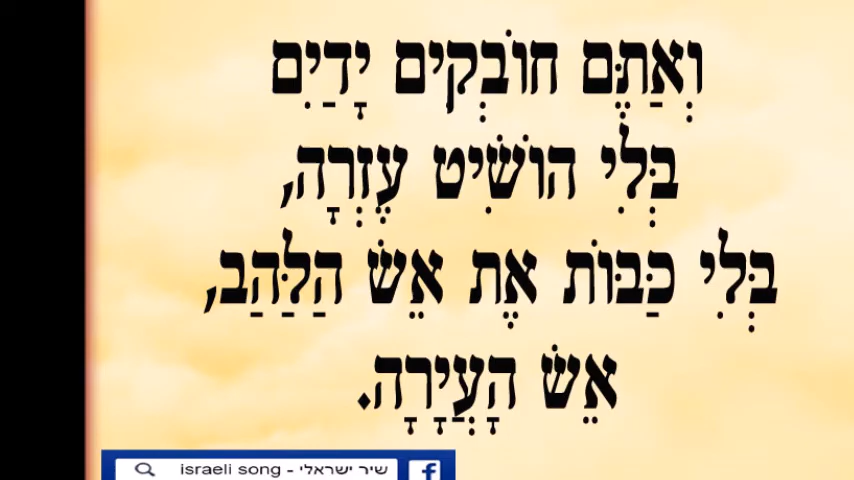 וְאַתֶּם חוֹבְקִים יָדַיִם
בְּלִי הוֹשִׁיט עֶזְרָה,
בְּלִי כַּבּוֹת אֶת אֵשׁ הַלַּהַב,
אֵשׁ הָעֲיָרָה.
שיר ישראלי - israeli song